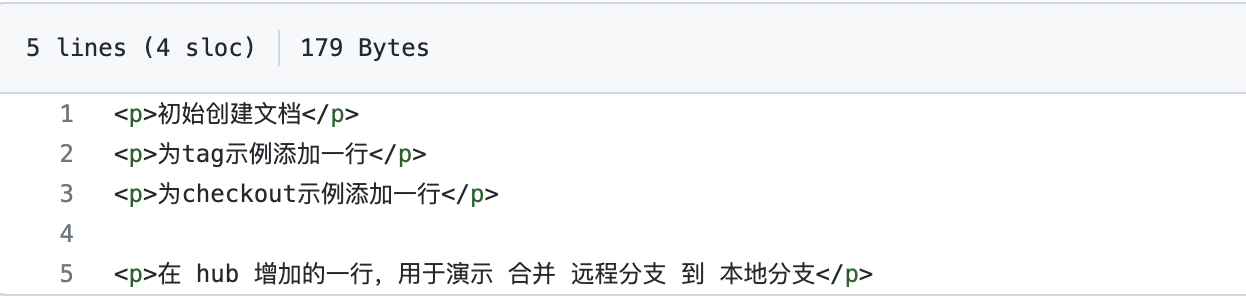 5 lines (4 sloc) 179 Bytes
1 <p>初始创建文档</p>
2 <p>为tag示例添加一行</p>
3 <p>为checkout示例添加一行</p>
4
5 <p>在 hub 增加的一行，用于演示 合并 远程分支 到 本地分支</p>